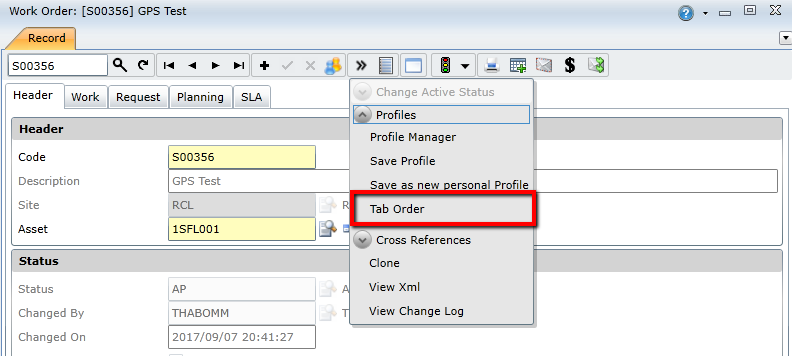 Work Order: [S00356] GPS Test
Record
S00356
Header Work Request Planning SLA
Change Active Status
Profiles
Profile Manager
Save Profile
Save as new personal Profile
Tab Order
Cross References
Clone
View Xml
View Change Log
Header
Code S00356
Description GPS Test
Site RCL R
Asset 1SFL001
Status
Status AP A
Changed By THABOMM T
Changed On 2017/09/07 20:41:27